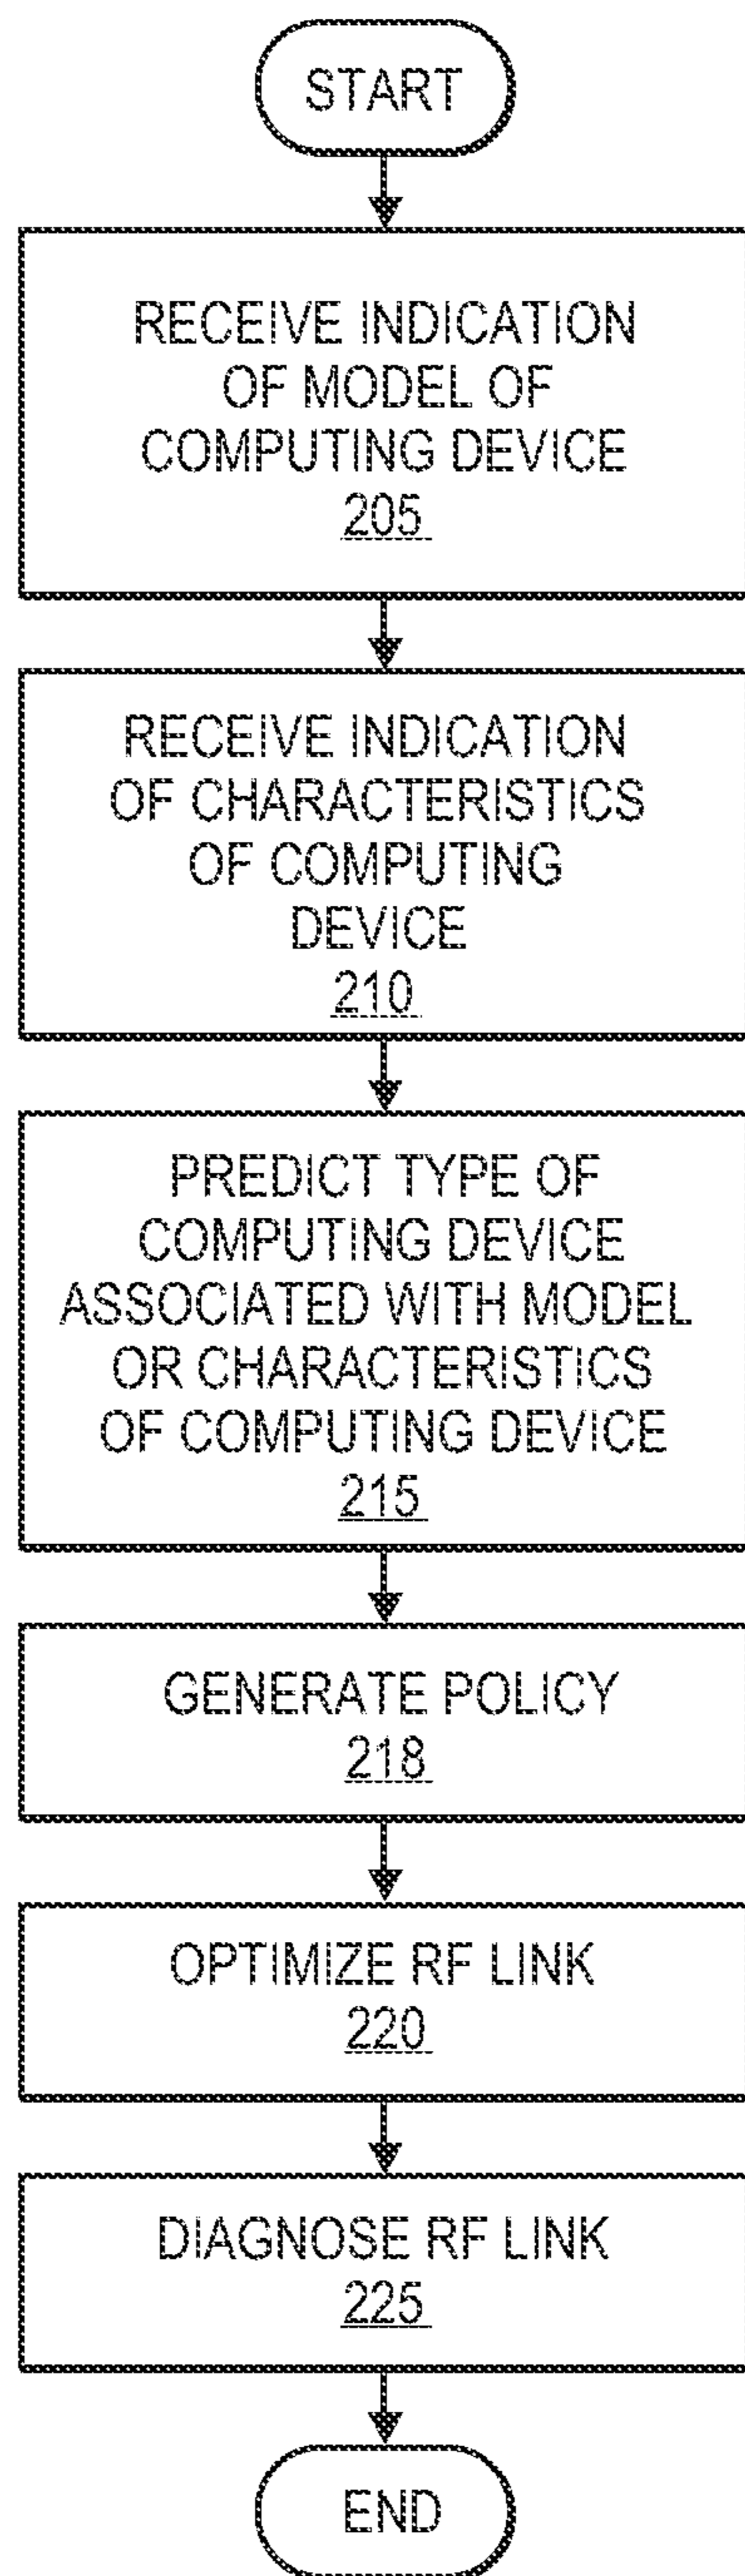 START
RECEIVE INDICATION
OF MODEL OF
COMPUTING DEVICE
205
RECEIVE INDICATION
OF CHARACTERISTICS
OF COMPUTING
DEVICE
210
PREDICT TYPE OF
COMPUTING DEVICE
ASSOCIATED WITH MODEL
OR CHARACTERISTICS
OF COMPUTING DEVICE
215
GENERATE POLICY
218
OPTIMIZE RF LINK
220
DIAGNOSE RF LINK
225
END